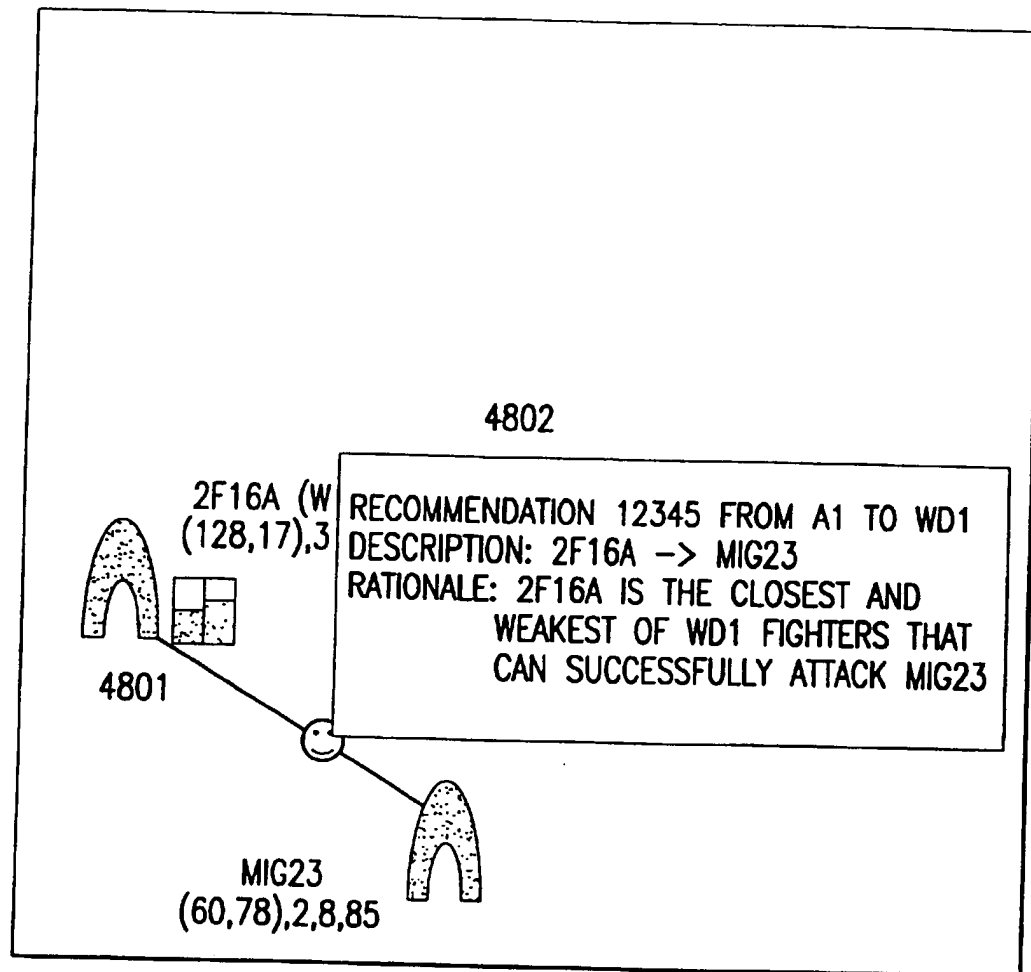 4802
2F16A (W
(128,17),3
RECOMMENDATION 12345 FROM A1 TO WD1
DESCRIPTION: 2F16A -> MIG23
RATIONALE: 2F16A IS THE CLOSEST AND
WEAKEST OF WD1 FIGHTERS THAT
CAN SUCCESSFULLY ATTACK MIG23
4801
MIG23
(60,78),2,8,85